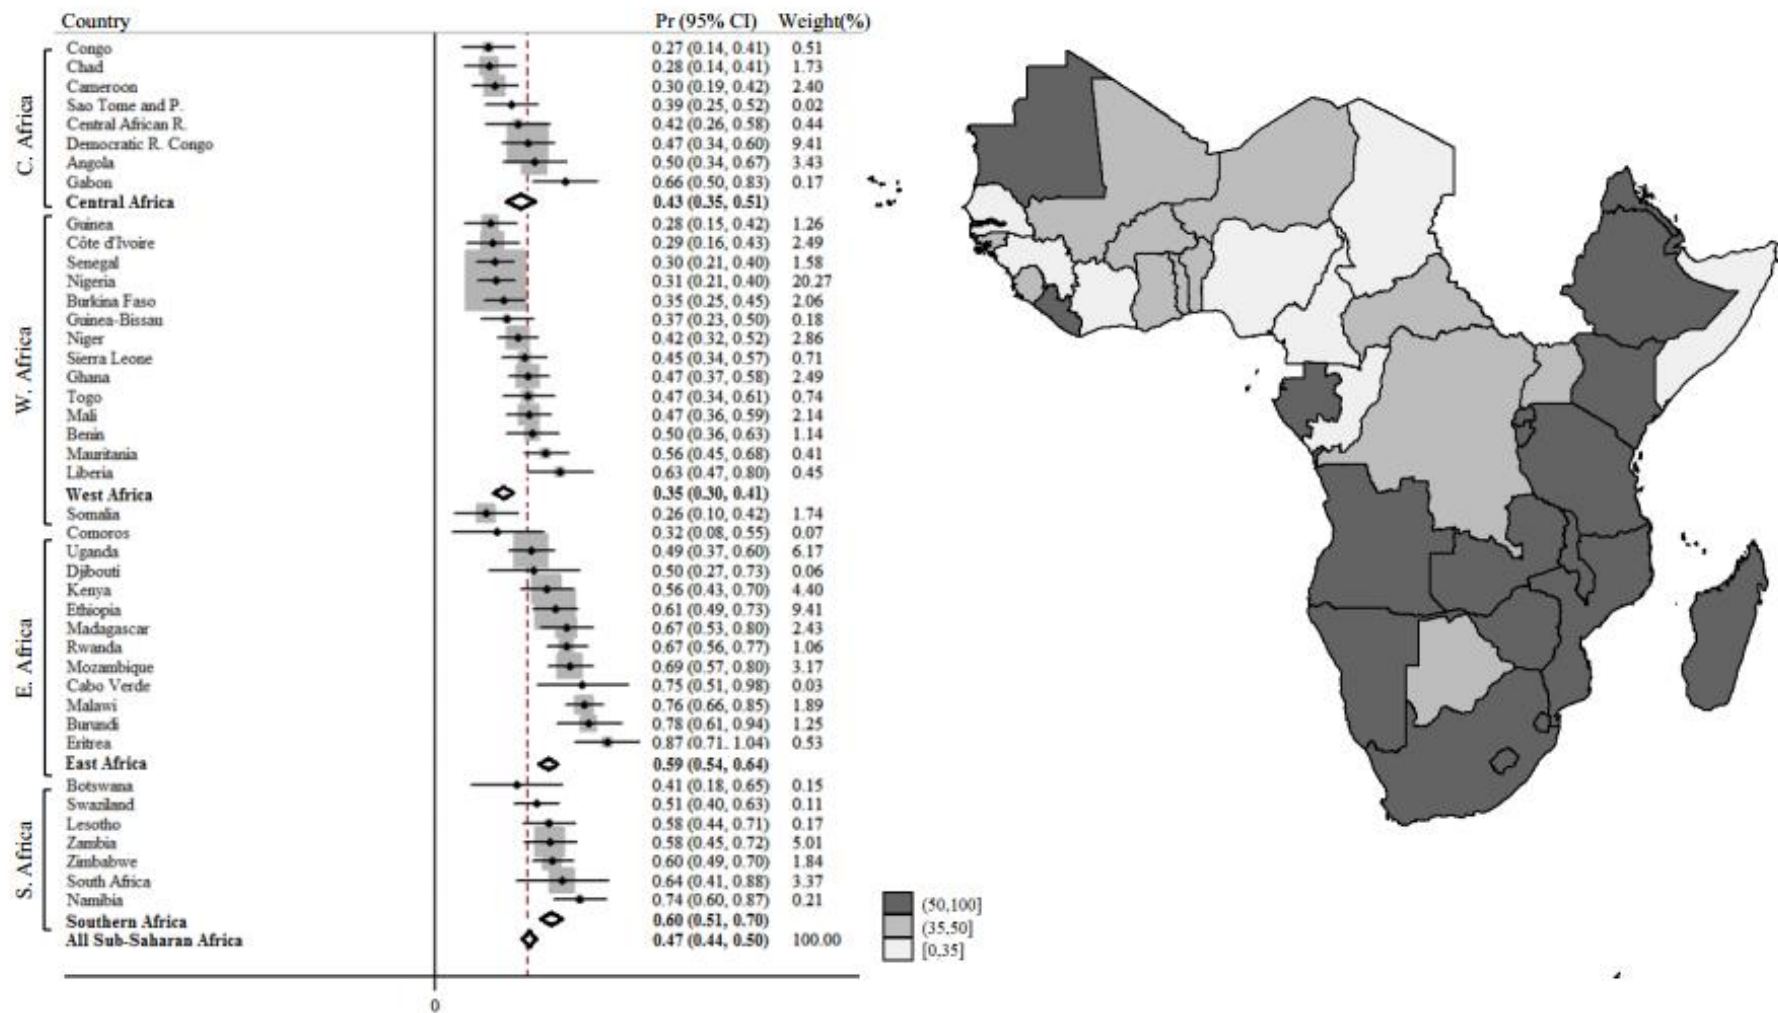 Country Pr (95% CI) Weight(%)
C. Africa
Congo 0.27 (0.14, 0.41) 0.51
Chad 0.28 (0.14, 0.41) 1.73
Cameroon 0.30 (0.19, 0.42) 2.40
Sao Tome and P. 0.39 (0.25, 0.52) 0.02
Central African R. 0.42 (0.26, 0.58) 0.44
Democratic R. Congo 0.47 (0.34, 0.60) 9.41
Angola 0.50 (0.34, 0.67) 3.43
Gabon 0.66 (0.50, 0.83) 0.17
Central Africa 0.43 (0.35, 0.51)
W. Africa
Guinea 0.28 (0.15, 0.42) 1.26
Côte d'Ivoire 0.29 (0.16, 0.43) 2.49
Senegal 0.30 (0.21, 0.40) 1.58
Nigeria 0.31 (0.21, 0.40) 20.27
Burkina Faso 0.35 (0.25, 0.45) 2.06
Guinea-Bissau 0.37 (0.23, 0.50) 0.18
Niger 0.42 (0.32, 0.52) 2.86
Sierra Leone 0.45 (0.34, 0.57) 0.71
Ghana 0.47 (0.37, 0.58) 2.49
Togo 0.47 (0.34, 0.61) 0.74
Mali 0.47 (0.36, 0.59) 2.14
Benin 0.50 (0.36, 0.63) 1.14
Mauritania 0.56 (0.45, 0.68) 0.41
Liberia 0.63 (0.47, 0.80) 0.45
West Africa 0.35 (0.30, 0.41)
Somalia 0.26 (0.10, 0.42) 1.74
Comoros 0.32 (0.08, 0.55) 0.07
E. Africa
Uganda 0.49 (0.37, 0.60) 6.17
Djibouti 0.50 (0.27, 0.73) 0.06
Kenya 0.56 (0.43, 0.70) 4.40
Ethiopia 0.61 (0.49, 0.73) 9.41
Madagascar 0.67 (0.53, 0.80) 2.43
Rwanda 0.67 (0.56, 0.77) 1.06
Mozambique 0.69 (0.57, 0.80) 3.17
Cabo Verde 0.75 (0.51, 0.98) 0.03
Malawi 0.76 (0.66, 0.85) 1.89
Burundi 0.78 (0.61, 0.94) 1.25
Eritrea 0.87 (0.71, 1.04) 0.53
East Africa 0.59 (0.54, 0.64)
S. Africa
Botswana 0.41 (0.18, 0.65) 0.15
Swaziland 0.51 (0.40, 0.63) 0.11
Lesotho 0.58 (0.44, 0.71) 0.17
Zambia 0.58 (0.45, 0.72) 5.01
Zimbabwe 0.60 (0.49, 0.70) 1.84
South Africa 0.64 (0.41, 0.88) 3.37
Namibia 0.74 (0.60, 0.87) 0.21
Southern Africa 0.60 (0.51, 0.70)
All Sub-Saharan Africa 0.47 (0.44, 0.50) 100.00
0
(50,100]
(35,50]
[0,35]